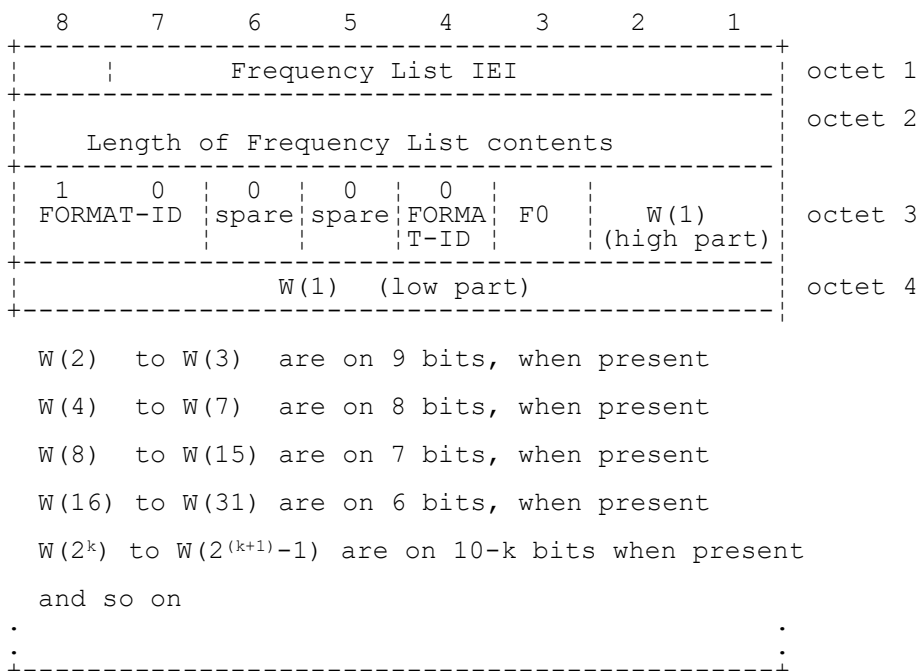 8 7 6 5 4 3 2 1
Frequency List IEI octet 1
octet 2
Length of Frequency List contents
1 0 0 0 0
FORMAT-ID spare spare FORMA F0 W(1) octet 3
T-ID (high part)
W(1) (low part) octet 4
W(2) to W(3) are on 9 bits, when present
W(4) to W(7) are on 8 bits, when present
W(8) to W(15) are on 7 bits, when present
W(16) to W(31) are on 6 bits, when present
W(2^k) to W(2^(k+1)-1) are on 10-k bits when present
and so on
. .
. .